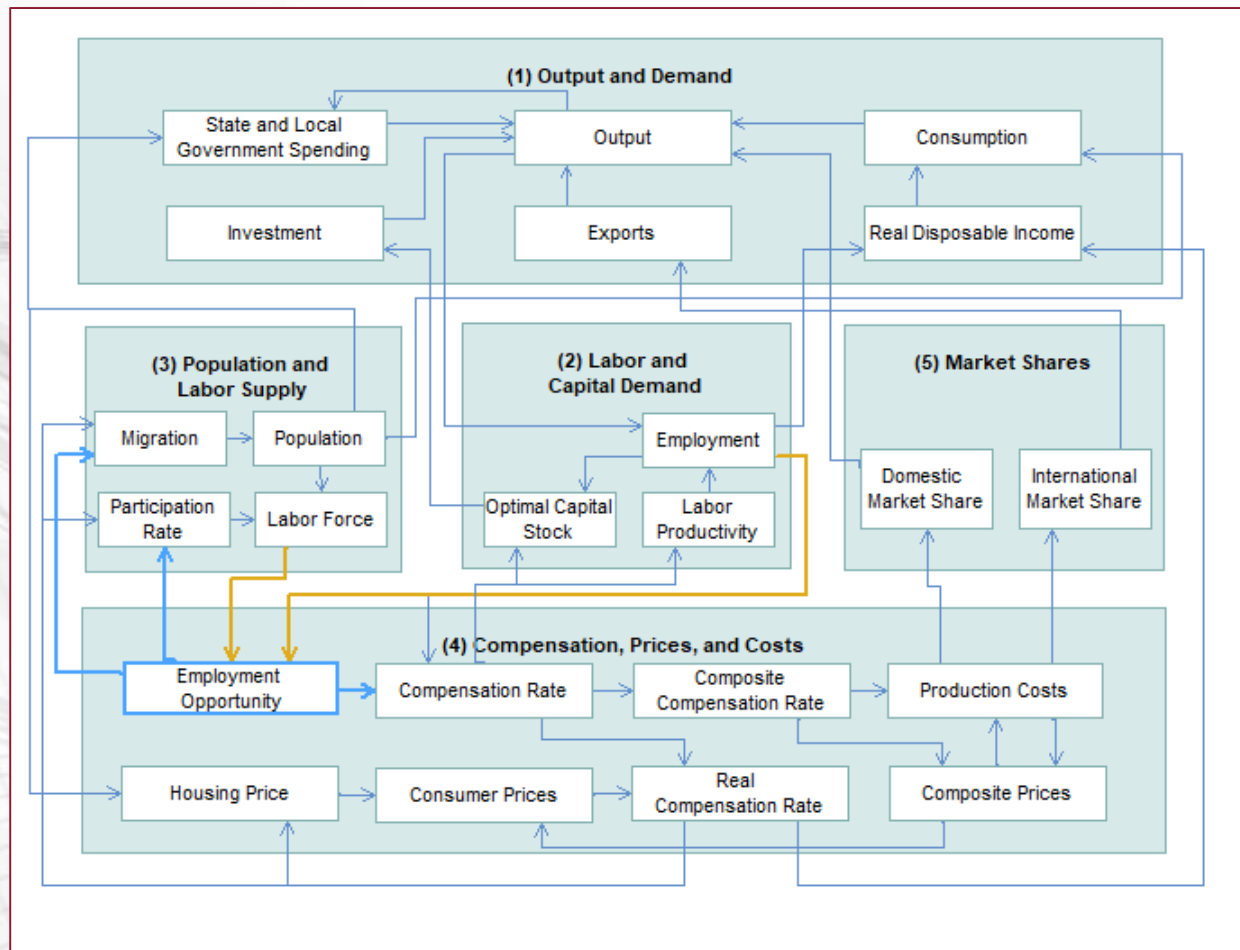 (1) Output and Demand
State and Local
Government Spending
Output
Consumption
Investment
Exports
Real Disposable Income
(3) Population and
Labor Supply
Migration
Population
Participation
Rate
Labor Force
(2) Labor and
Capital Demand
Employment
Optimal Capital
Stock
Labor
Productivity
(5) Market Shares
Domestic
Market Share
International
Market Share
(4) Compensation, Prices, and Costs
Employment
Opportunity
Compensation Rate
Composite
Compensation Rate
Production Costs
Housing Price
Consumer Prices
Real
Compensation Rate
Composite Prices